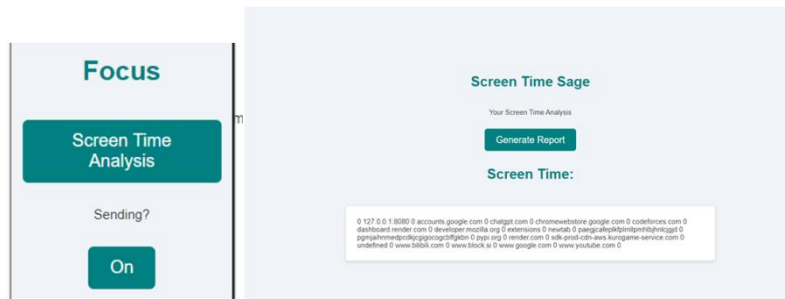 Focus
Screen Time
Analysis
Sending?
On
m
Screen Time Sage
Your Screen Time Analysis
Generate Report
Screen Time:
0 127.0.0.1:8080 0 accounts.google.com 0 chatgpt.com 0 chromewebstore.google.com 0 codeforces.com 0
dashboard.render.com 0 developer.mozilla.org 0 extensions 0 newtab 0
0 pypi.org 0 render.com 0 sdk-prod-cdn-aws.kurogame-service.com 0
undefined 0 www.bilibili.com 0 www.block.si 0 www.google.com 0 www.youtube.com 0